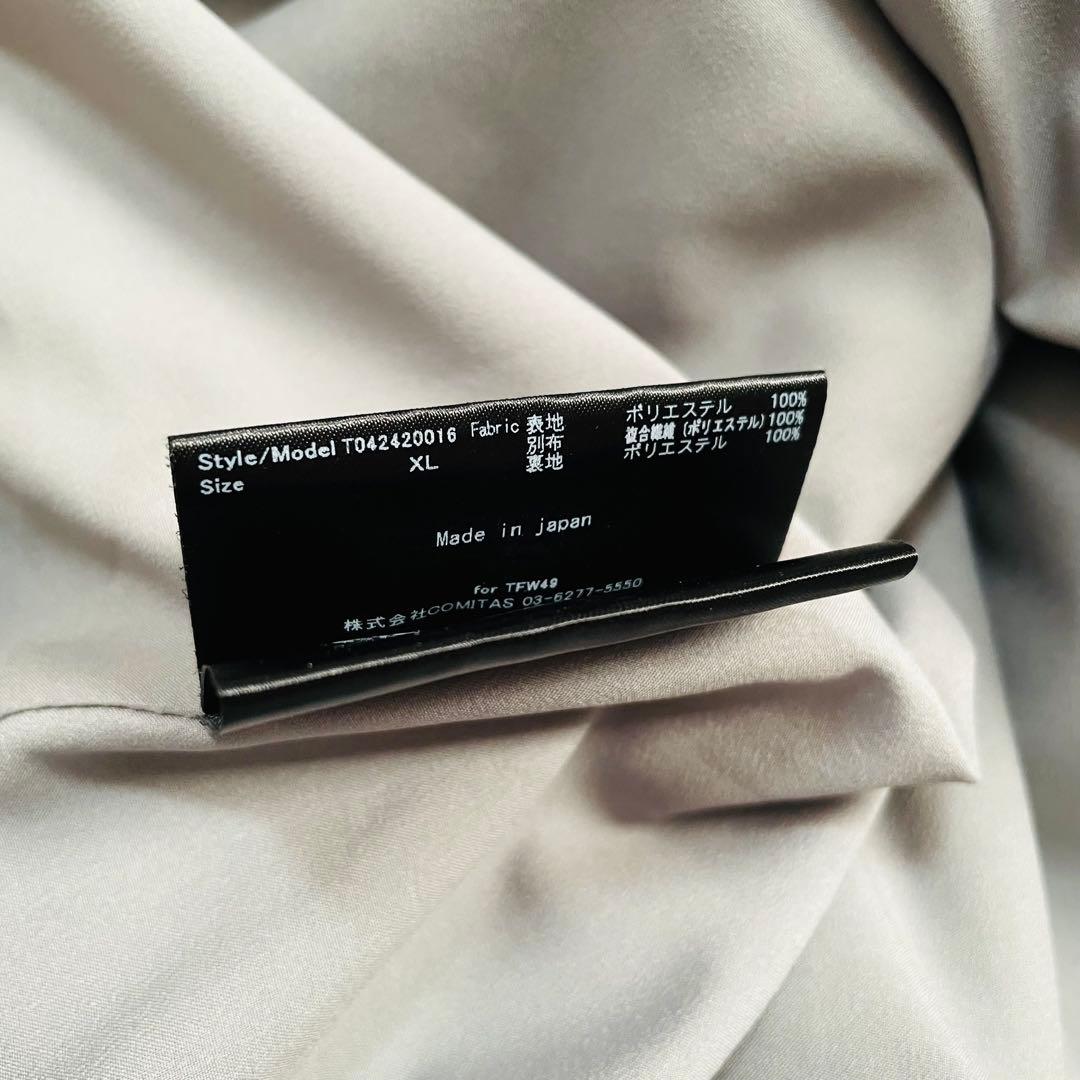 Style/Model T042420016 Fabric 表地 ポリエステル 100%
別布 複合繊維 (ポリエステル) 100%
Size XL 裏地 ポリエステル 100%
Made in japan
for TFW49
株式会社COMITAS 03-6277-5550